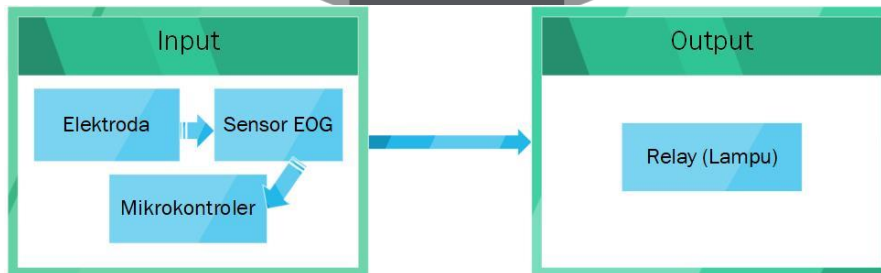 Input
Elektroda
Sensor EOG
Mikrokontroler
Output
Relay (Lampu)